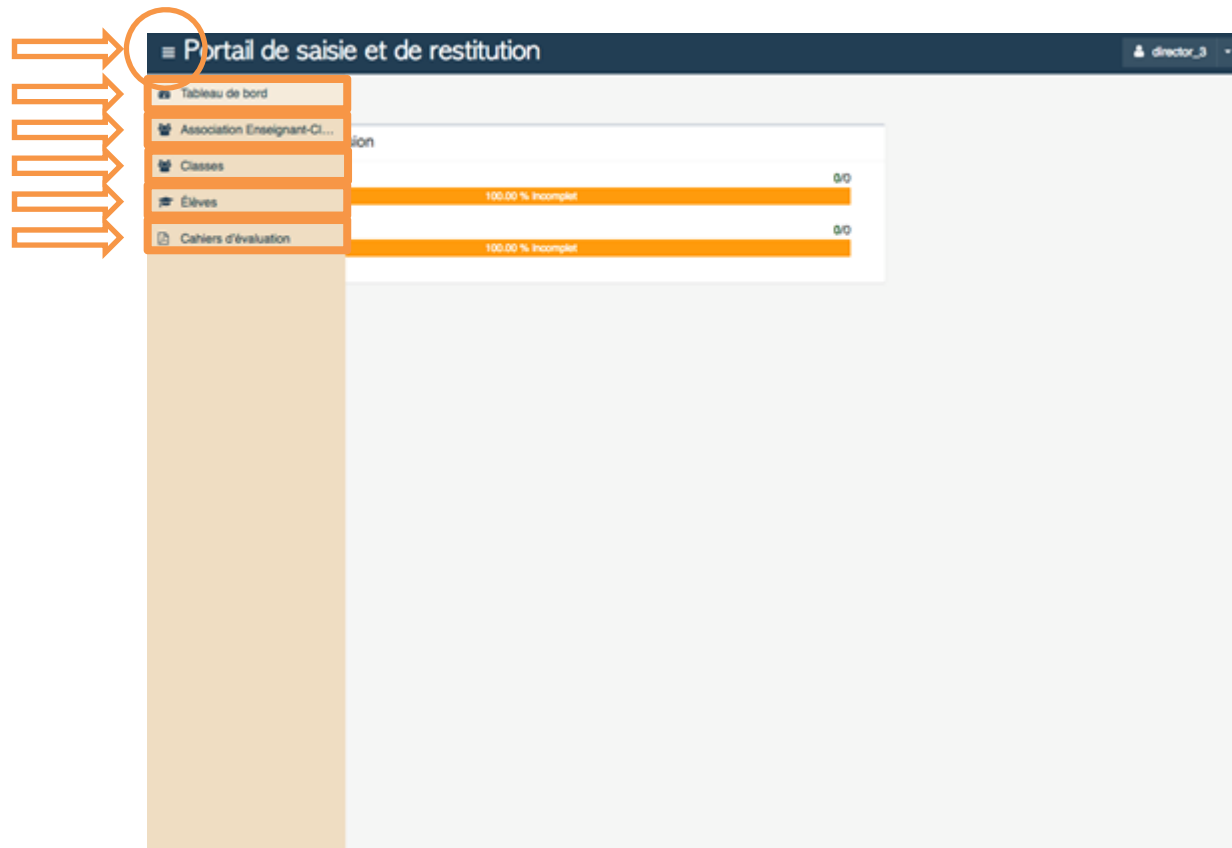 ≡ Portail de saisie et de restitution
director_3
Tableau de bord
Association Enseignant-Cl...
sion
Classes
0/0
100.00 % Incomplet
Élèves
0/0
Cahiers d'évaluation
100.00 % Incomplet